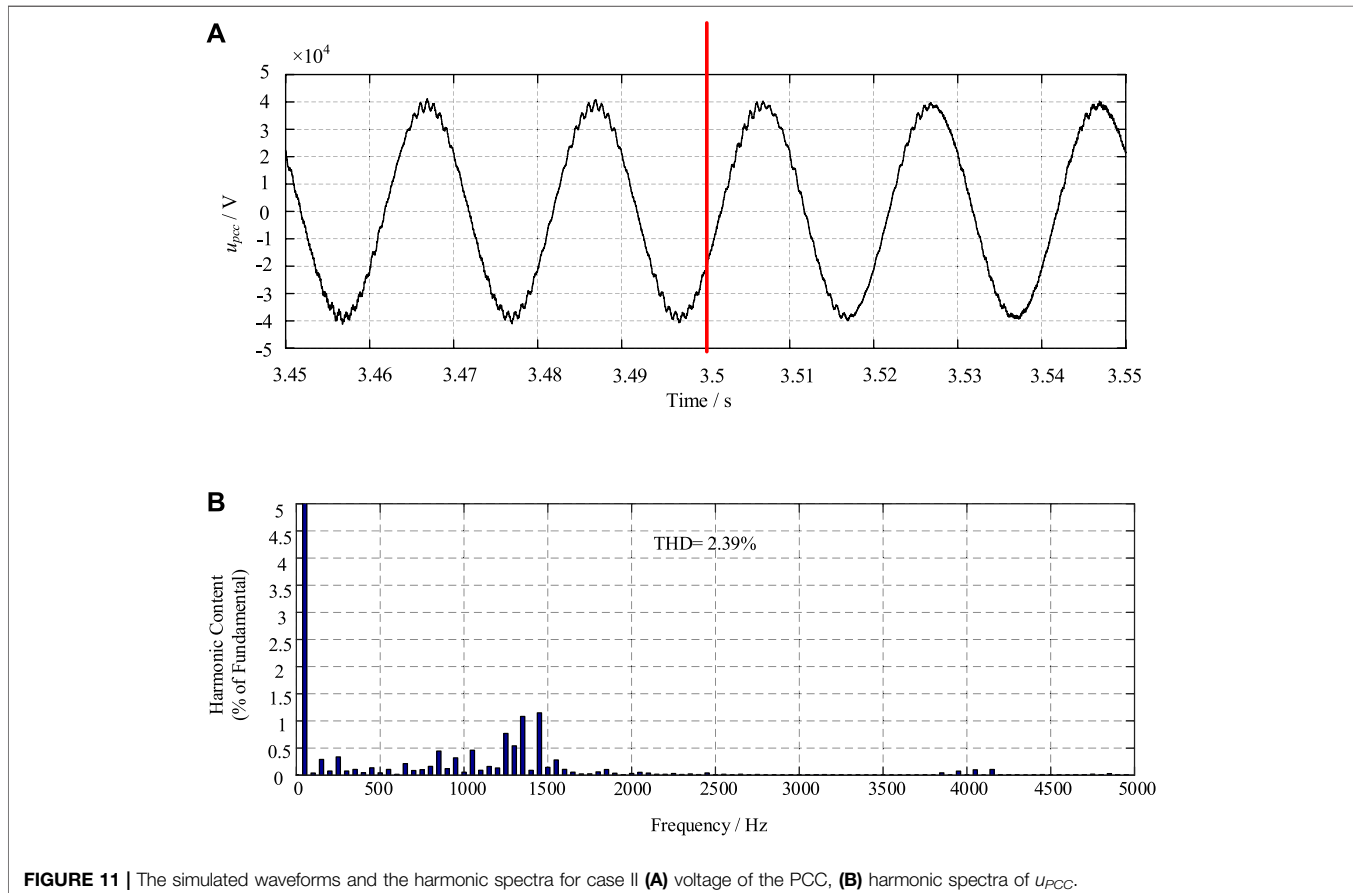 A
×10⁴
5
4
3
2
1
0
-1
-2
-3
-4
-5
u_pcc / V
3.45 3.46 3.47 3.48 3.49 3.5 3.51 3.52 3.53 3.54 3.55
Time / s
B
5
4.5
4
3.5
3
2.5
2
1.5
1
0.5
0
Harmonic Content
(% of Fundamental)
THD= 2.39%
0 500 1000 1500 2000 2500 3000 3500 4000 4500 5000
Frequency / Hz
FIGURE 11 | The simulated waveforms and the harmonic spectra for case II (A) voltage of the PCC, (B) harmonic spectra of u_PCC.